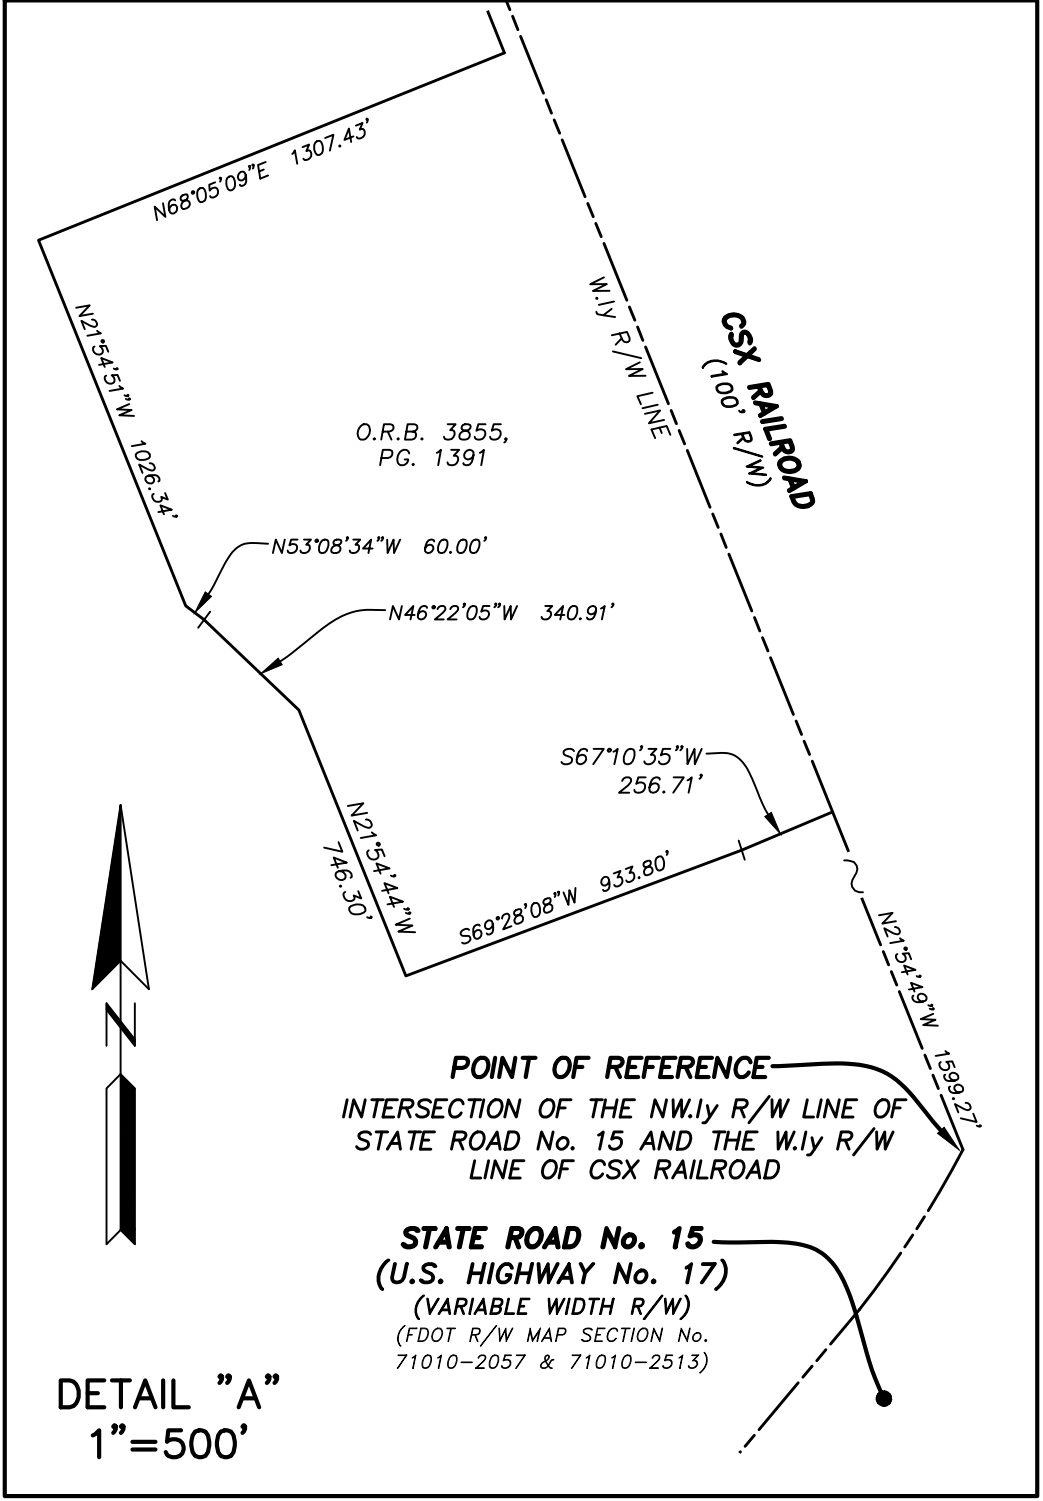 N68°05'09"E 1307.43'
N21°54'51"W 1026.34'
W.ly R/W LINE
CSX RAILROAD
(100' R/W)
O.R.B. 3855,
PG. 1391
N53°08'34"W 60.00'
N46°22'05"W 340.91'
S67°10'35"W
256.71'
N21°54'44"W
746.30'
S69°28'08"W 933.80'
N21°54'49"W 1599.27'
N
POINT OF REFERENCE
INTERSECTION OF THE NW.ly R/W LINE OF
STATE ROAD No. 15 AND THE W.ly R/W
LINE OF CSX RAILROAD
STATE ROAD No. 15
(U.S. HIGHWAY No. 17)
(VARIABLE WIDTH R/W)
(FDOT R/W MAP SECTION No.
71010-2057 & 71010-2513)
DETAIL "A"
1"=500'